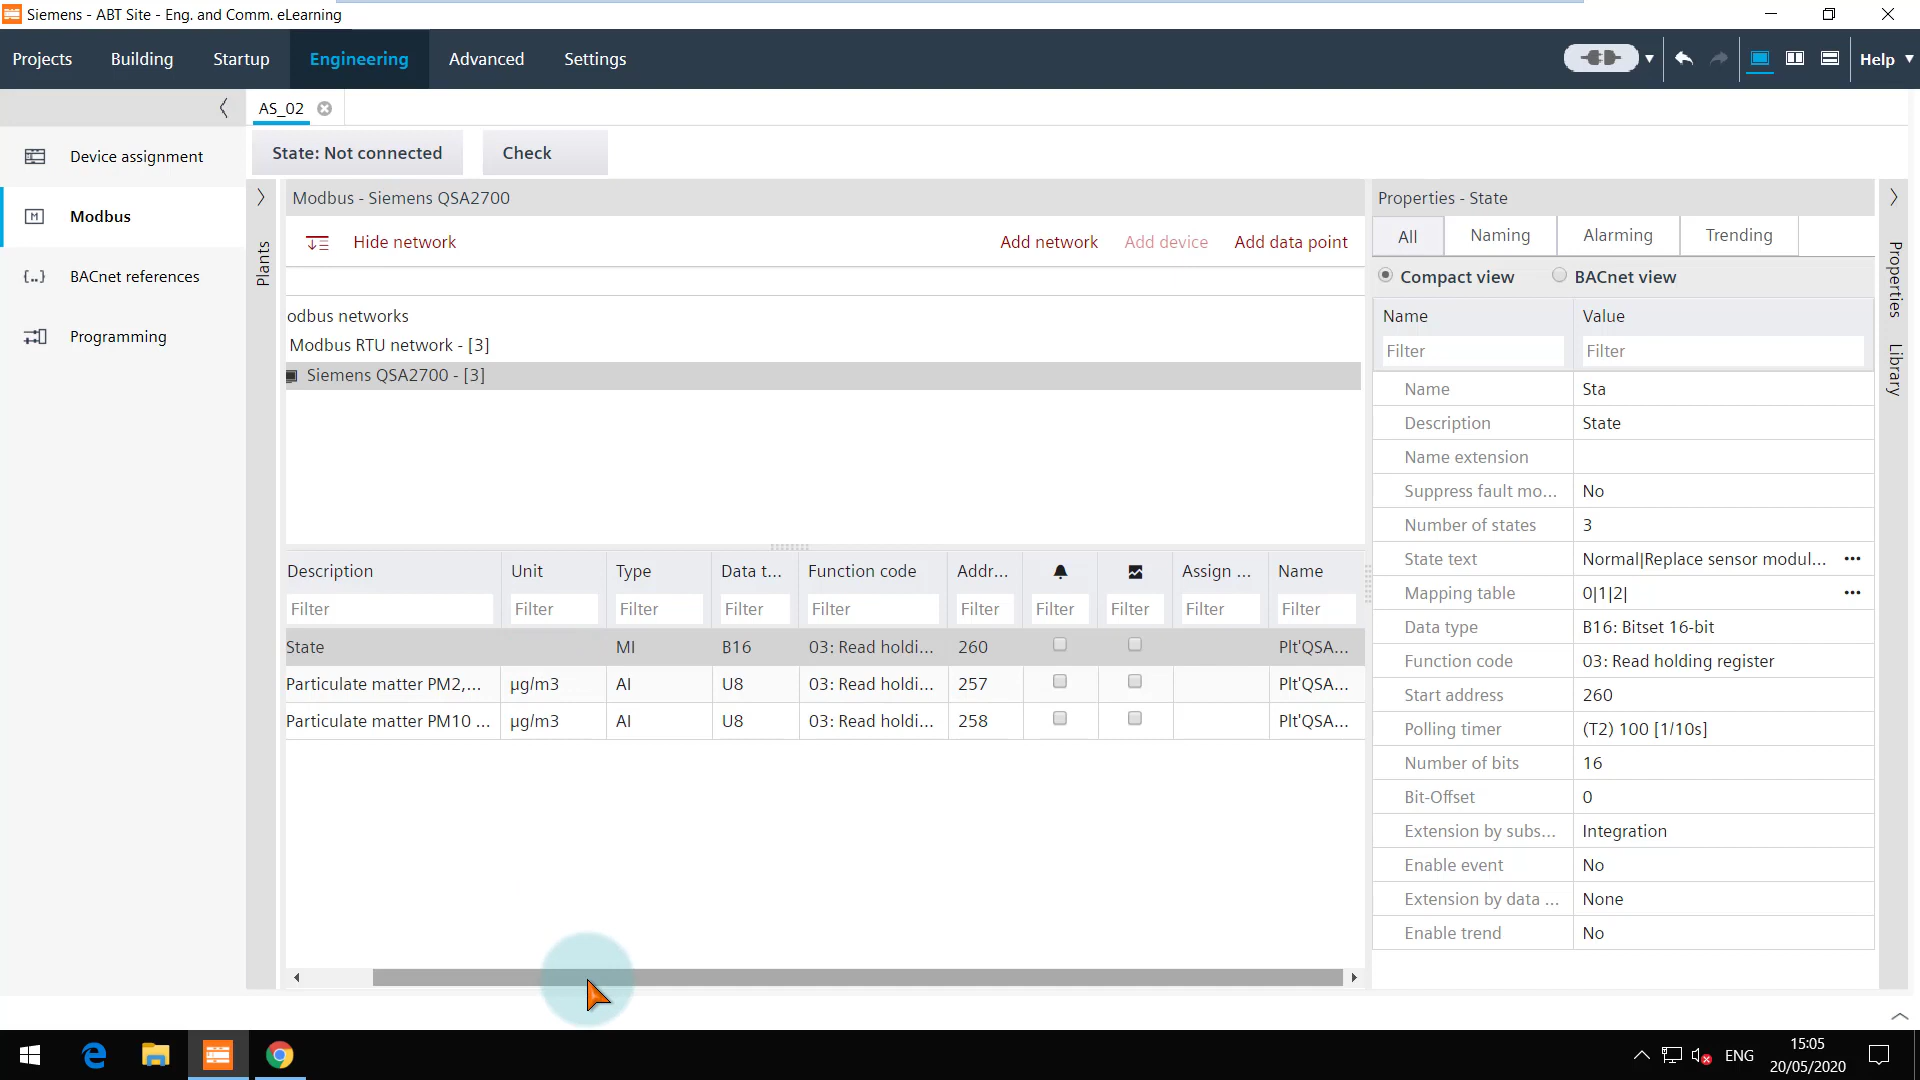 Siemens - ABT Site - Eng. and Comm. eLearning
Projects
Building
Startup
Engineering
Advanced
Settings
Help
AS_02
Device assignment
Modbus
BACnet references
Programming
State: Not connected
Check
Plants
Modbus - Siemens QSA2700
Hide network
Add network
Add device
Add data point
odbus networks
Modbus RTU network - [3]
Siemens QSA2700 - [3]
Description Unit Type Data t... Function code Addr... Assign ... Name
Filter Filter Filter Filter Filter Filter Filter Filter Filter Filter
State MI B16 03: Read holdi... 260 Plt'QSA...
Particulate matter PM2,... µg/m3 AI U8 03: Read holdi... 257 Plt'QSA...
Particulate matter PM10 ... µg/m3 AI U8 03: Read holdi... 258 Plt'QSA...
Properties - State
All Naming Alarming Trending
Compact view BACnet view
Name Value
Filter Filter
Name Sta
Description State
Name extension
Suppress fault mo... No
Number of states 3
State text Normal|Replace sensor modul... •••
Mapping table 0|1|2| •••
Data type B16: Bitset 16-bit
Function code 03: Read holding register
Start address 260
Polling timer (T2) 100 [1/10s]
Number of bits 16
Bit-Offset 0
Extension by subs... Integration
Enable event No
Extension by data ... None
Enable trend No
Properties
Library
ENG
15:05
20/05/2020